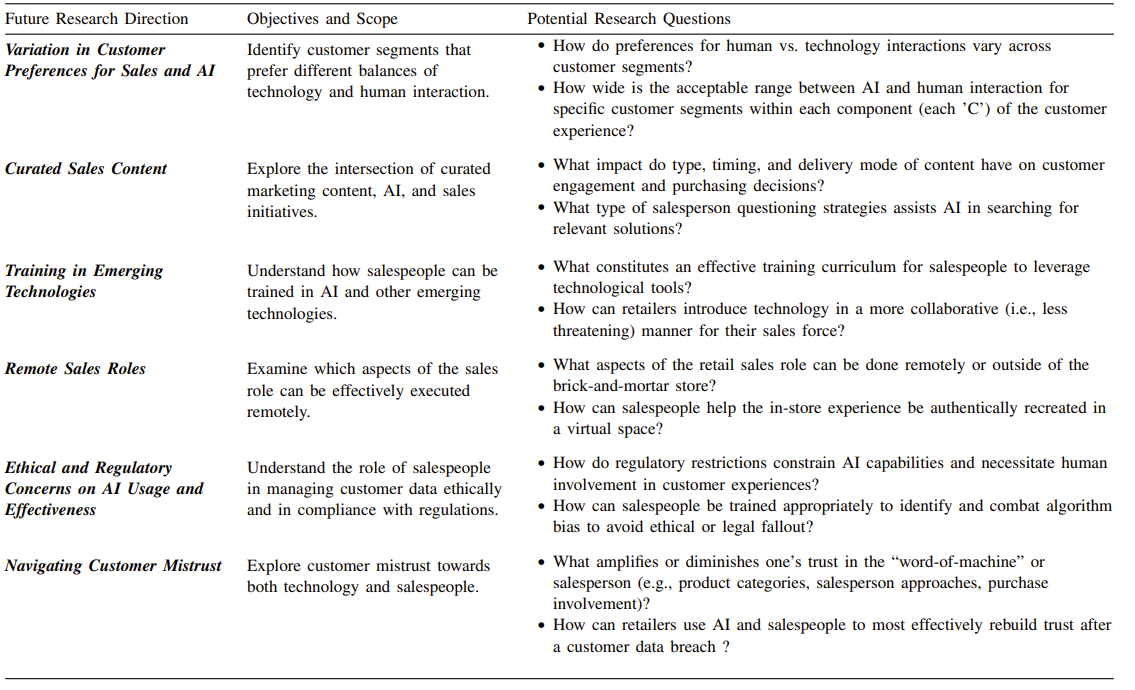 Future Research Direction Objectives and Scope Potential Research Questions
Variation in Customer
Preferences for Sales and AI
Identify customer segments that
prefer different balances of
technology and human interaction.
• How do preferences for human vs. technology interactions vary across
customer segments?
• How wide is the acceptable range between AI and human interaction for
specific customer segments within each component (each ’C’) of the customer
experience?
Curated Sales Content
Explore the intersection of curated
marketing content, AI, and sales
initiatives.
• What impact do type, timing, and delivery mode of content have on customer
engagement and purchasing decisions?
• What type of salesperson questioning strategies assists AI in searching for
relevant solutions?
Training in Emerging
Technologies
Understand how salespeople can be
trained in AI and other emerging
technologies.
• What constitutes an effective training curriculum for salespeople to leverage
technological tools?
• How can retailers introduce technology in a more collaborative (i.e., less
threatening) manner for their sales force?
Remote Sales Roles
Examine which aspects of the sales
role can be effectively executed
remotely.
• What aspects of the retail sales role can be done remotely or outside of the
brick-and-mortar store?
• How can salespeople help the in-store experience be authentically recreated in
a virtual space?
Ethical and Regulatory
Concerns on AI Usage and
Effectiveness
Understand the role of salespeople
in managing customer data ethically
and in compliance with regulations.
• How do regulatory restrictions constrain AI capabilities and necessitate human
involvement in customer experiences?
• How can salespeople be trained appropriately to identify and combat algorithm
bias to avoid ethical or legal fallout?
Navigating Customer Mistrust
Explore customer mistrust towards
both technology and salespeople.
• What amplifies or diminishes one’s trust in the “word-of-machine” or
salesperson (e.g., product categories, salesperson approaches, purchase
involvement)?
• How can retailers use AI and salespeople to most effectively rebuild trust after
a customer data breach ?